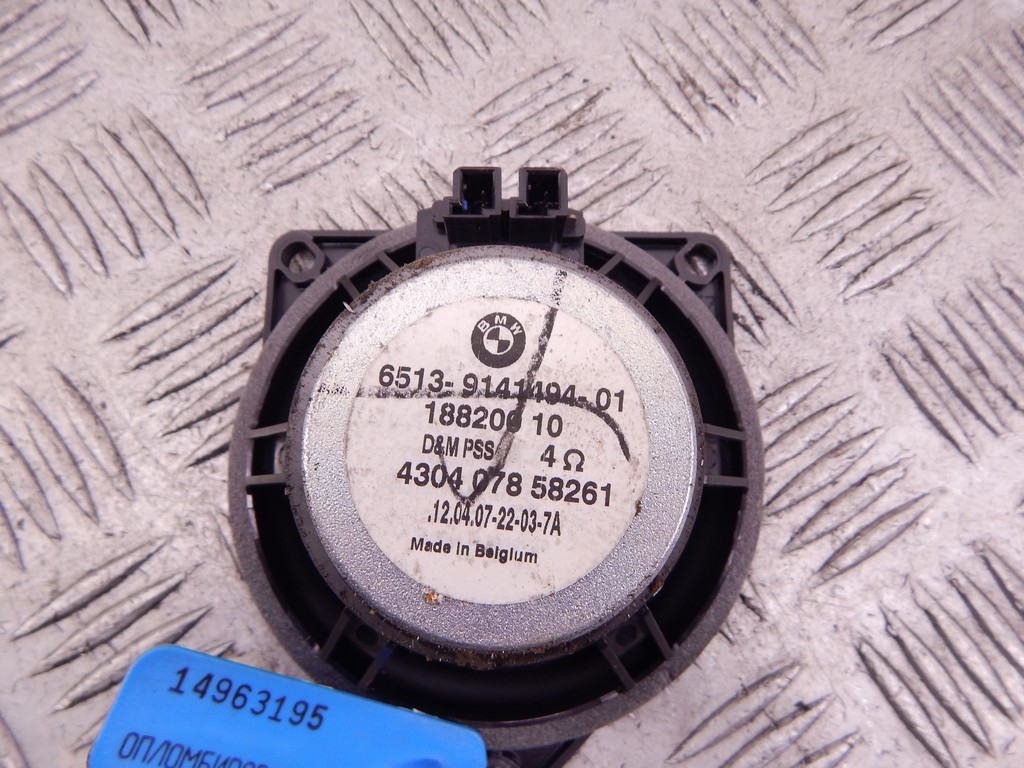 BMW
6513- 9141494-01
188200 10
D&M PSS 4 Ω
4304 078 58261
.12.04.07-22-03-7A
Made in Belgium
14963195